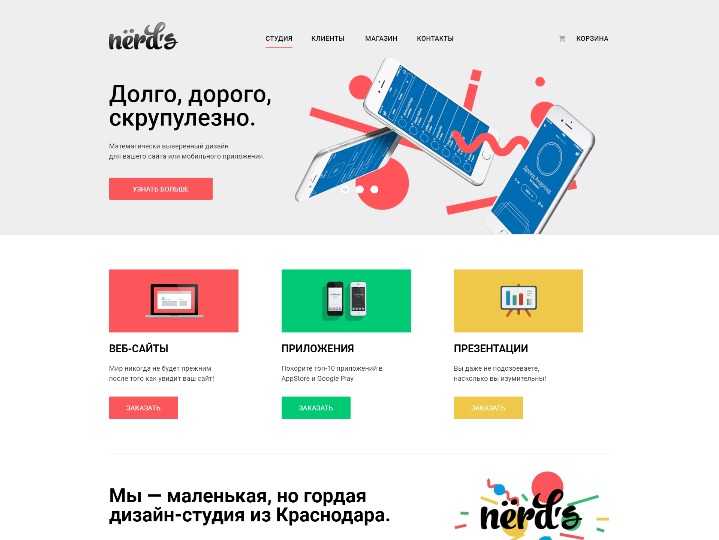 nërd's
СТУДИЯ КЛИЕНТЫ МАГАЗИН КОНТАКТЫ КОРЗИНА
Долго, дорого,
скрупулезно.
Математически выверенный дизайн
для вашего сайта или мобильного приложения.
УЗНАТЬ БОЛЬШЕ
ВЕБ-САЙТЫ
Мир никогда не будет прежним
после того как увидит ваш сайт!
ЗАКАЗАТЬ
ПРИЛОЖЕНИЯ
Покорите топ-10 приложений в
AppStore и Google Play
ЗАКАЗАТЬ
ПРЕЗЕНТАЦИИ
Вы даже не подозреваете,
насколько вы изумительны!
ЗАКАЗАТЬ
Мы — маленькая, но гордая
дизайн-студия из Краснодара.
nërd's